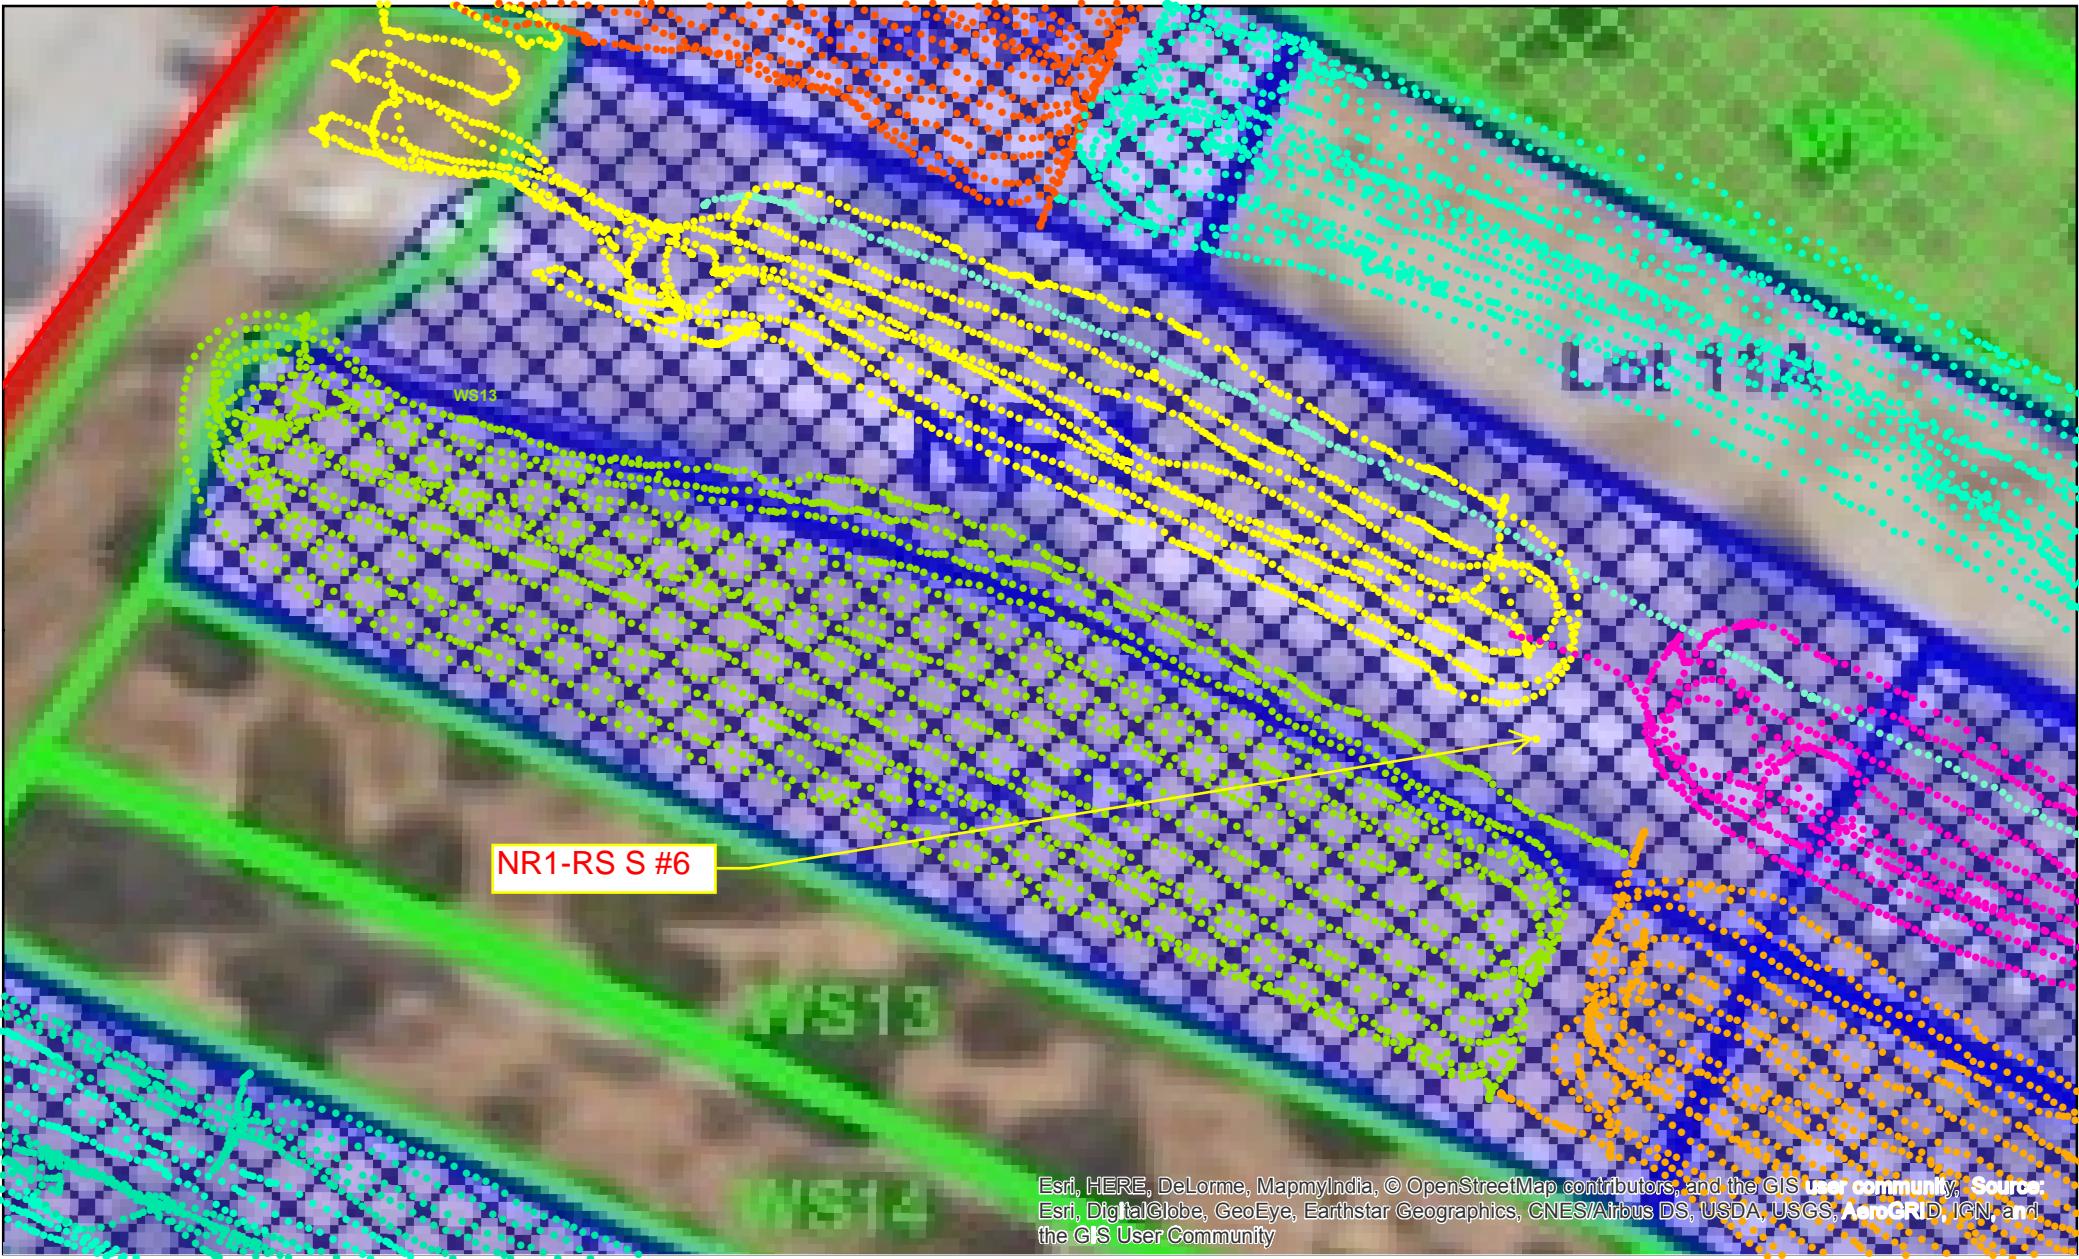 WS13
NR1-RS S #6
WS13
WS13
Esri, HERE, DeLorme, MapmyIndia, © OpenStreetMap contributors, and the GIS user community, Source:
Esri, DigitalGlobe, GeoEye, Earthstar Geographics, CNES/Airbus DS, USDA, USGS, AeroGRID, IGN, and
the GIS User Community